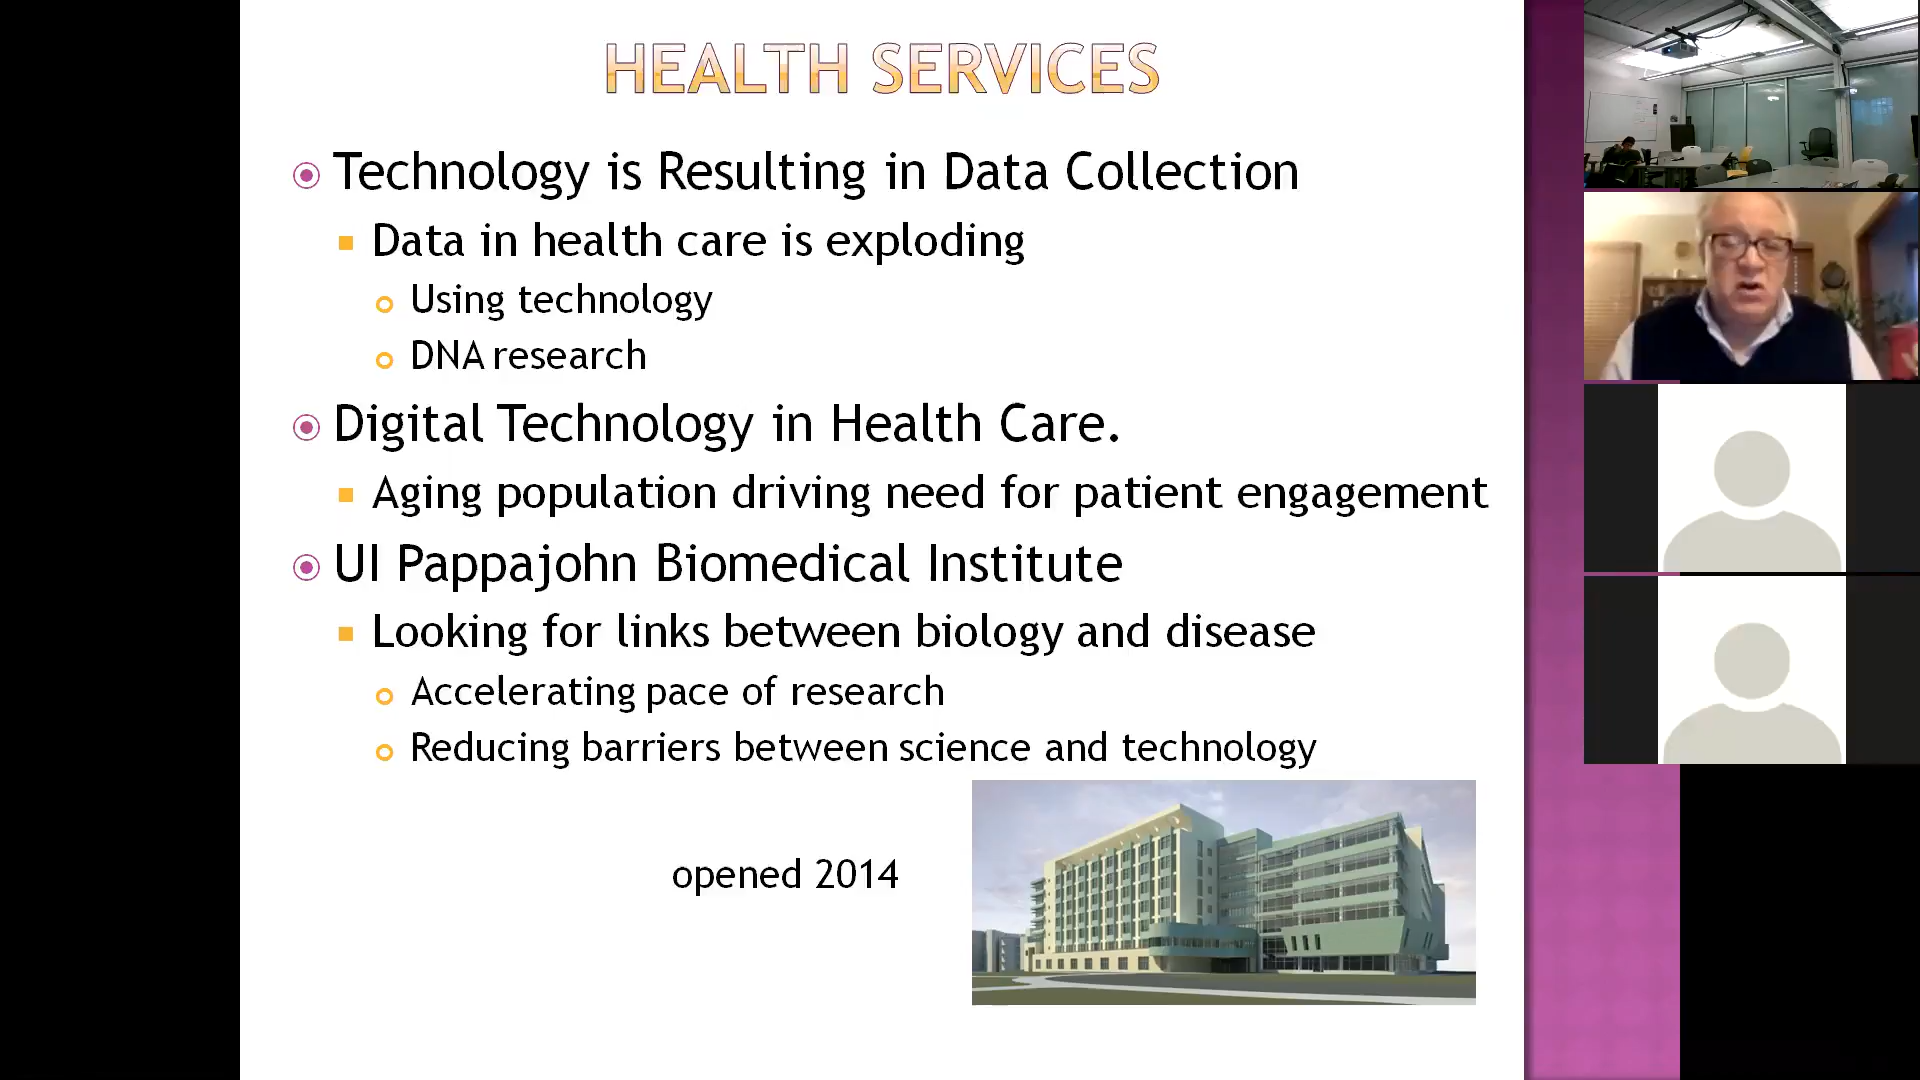 HEALTH SERVICES
Technology is Resulting in Data Collection
Data in health care is exploding
Using technology
DNA research
Digital Technology in Health Care.
Aging population driving need for patient engagement
UI Pappajohn Biomedical Institute
Looking for links between biology and disease
Accelerating pace of research
Reducing barriers between science and technology
opened 2014